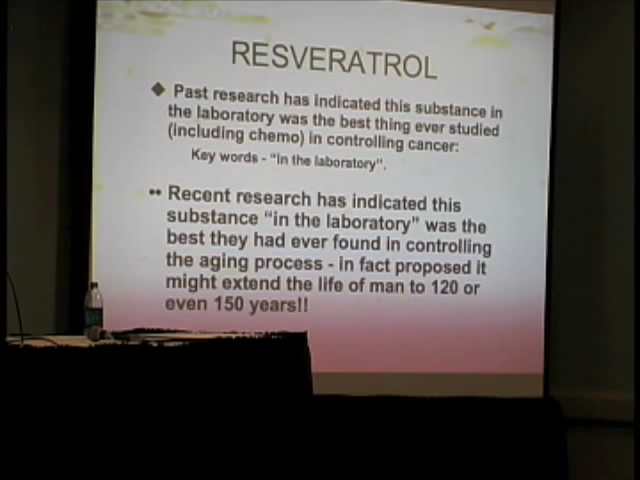 RESVERATROL
Past research has indicated this substance in
the laboratory was the best thing ever studied
(including chemo) in controlling cancer:
Key words - "In the laboratory".
Recent research has indicated this
substance "in the laboratory" was the
best they had ever found in controlling
the aging process - in fact proposed it
might extend the life of man to 120 or
even 150 years!!